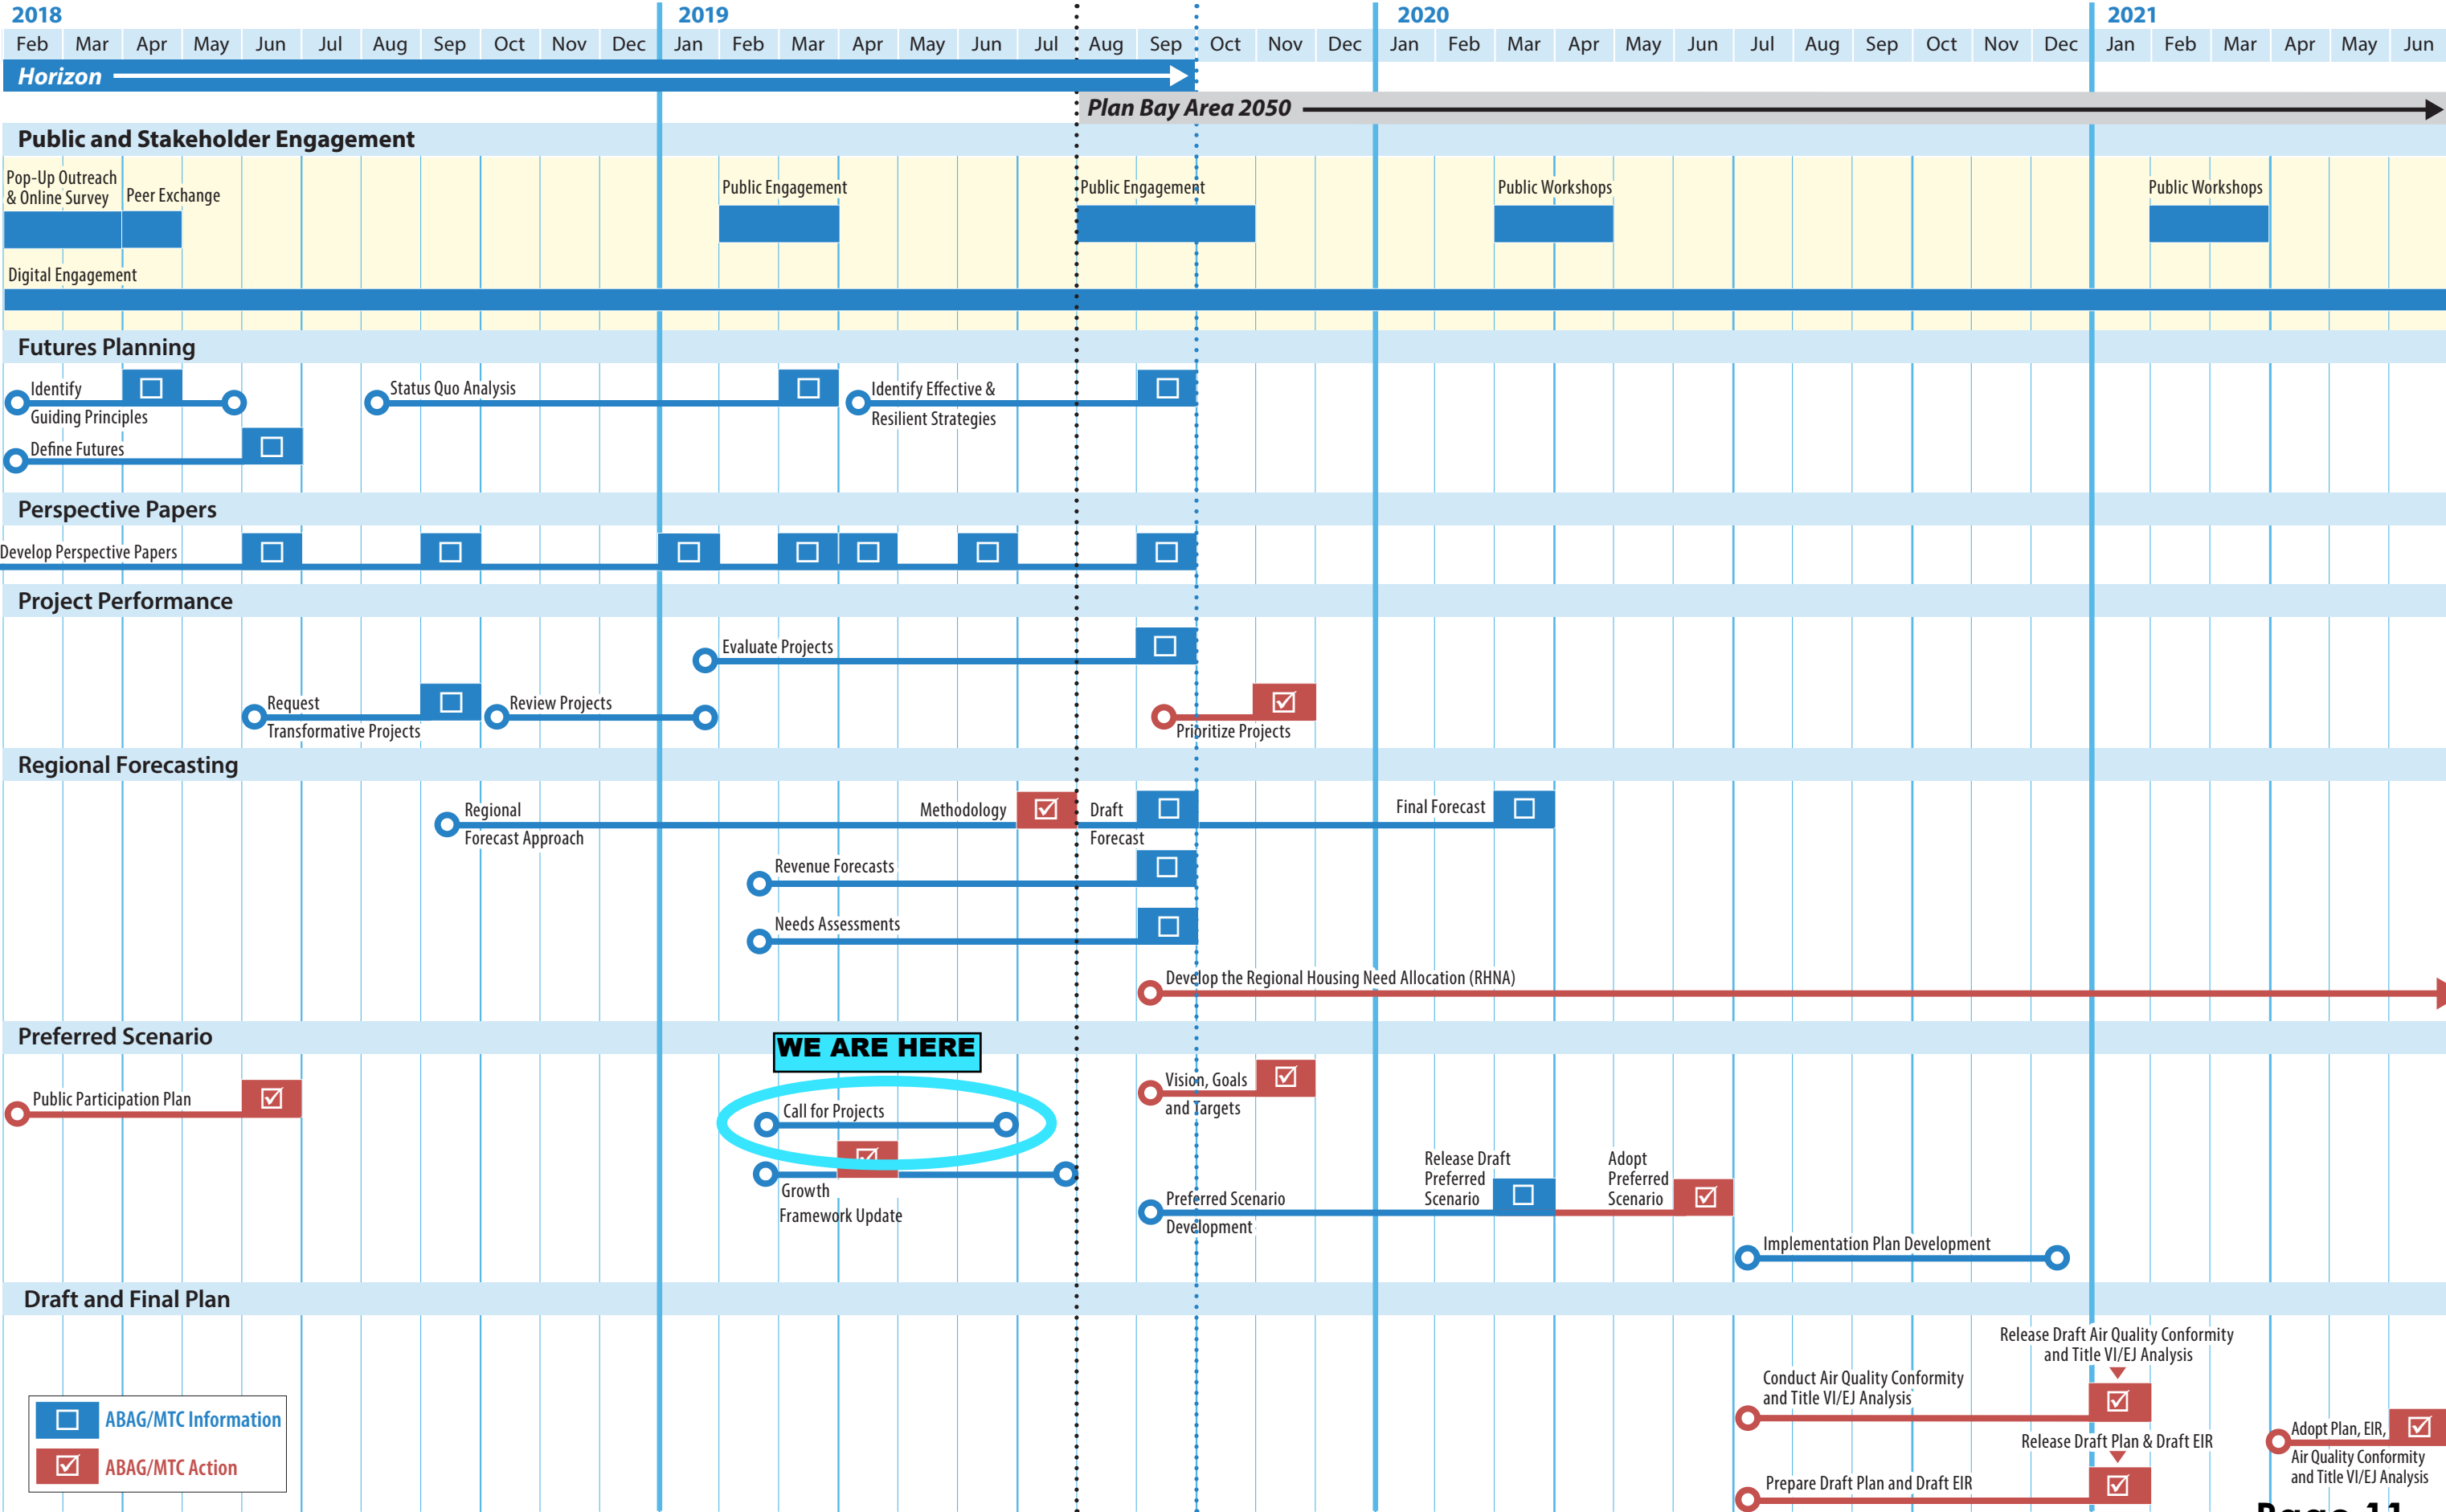 2018 2019 2020 2021
Feb Mar Apr May Jun Jul Aug Sep Oct Nov Dec Jan Feb Mar Apr May Jun Jul Aug Sep Oct Nov Dec Jan Feb Mar Apr May Jun Jul Aug Sep Oct Nov Dec Jan Feb Mar Apr May Jun
Horizon
Plan Bay Area 2050
Public and Stakeholder Engagement
Pop-Up Outreach
& Online Survey
Peer Exchange
Public Engagement
Public Engagement
Public Workshops
Public Workshops
Digital Engagement
Futures Planning
Identify
Guiding Principles
Status Quo Analysis
Identify Effective &
Resilient Strategies
Define Futures
Perspective Papers
Develop Perspective Papers
Project Performance
Evaluate Projects
Request
Transformative Projects
Review Projects
Prioritize Projects
Regional Forecasting
Regional
Forecast Approach
Methodology
Draft
Forecast
Final Forecast
Revenue Forecasts
Needs Assessments
Develop the Regional Housing Need Allocation (RHNA)
Preferred Scenario
WE ARE HERE
Public Participation Plan
Call for Projects
Vision, Goals
and Targets
Growth
Framework Update
Preferred Scenario
Development
Release Draft
Preferred
Scenario
Adopt
Preferred
Scenario
Implementation Plan Development
Draft and Final Plan
Release Draft Air Quality Conformity
and Title VI/EJ Analysis
Conduct Air Quality Conformity
and Title VI/EJ Analysis
Release Draft Plan & Draft EIR
Adopt Plan, EIR,
Air Quality Conformity
and Title VI/EJ Analysis
Prepare Draft Plan and Draft EIR
ABAG/MTC Information
ABAG/MTC Action
Page 11